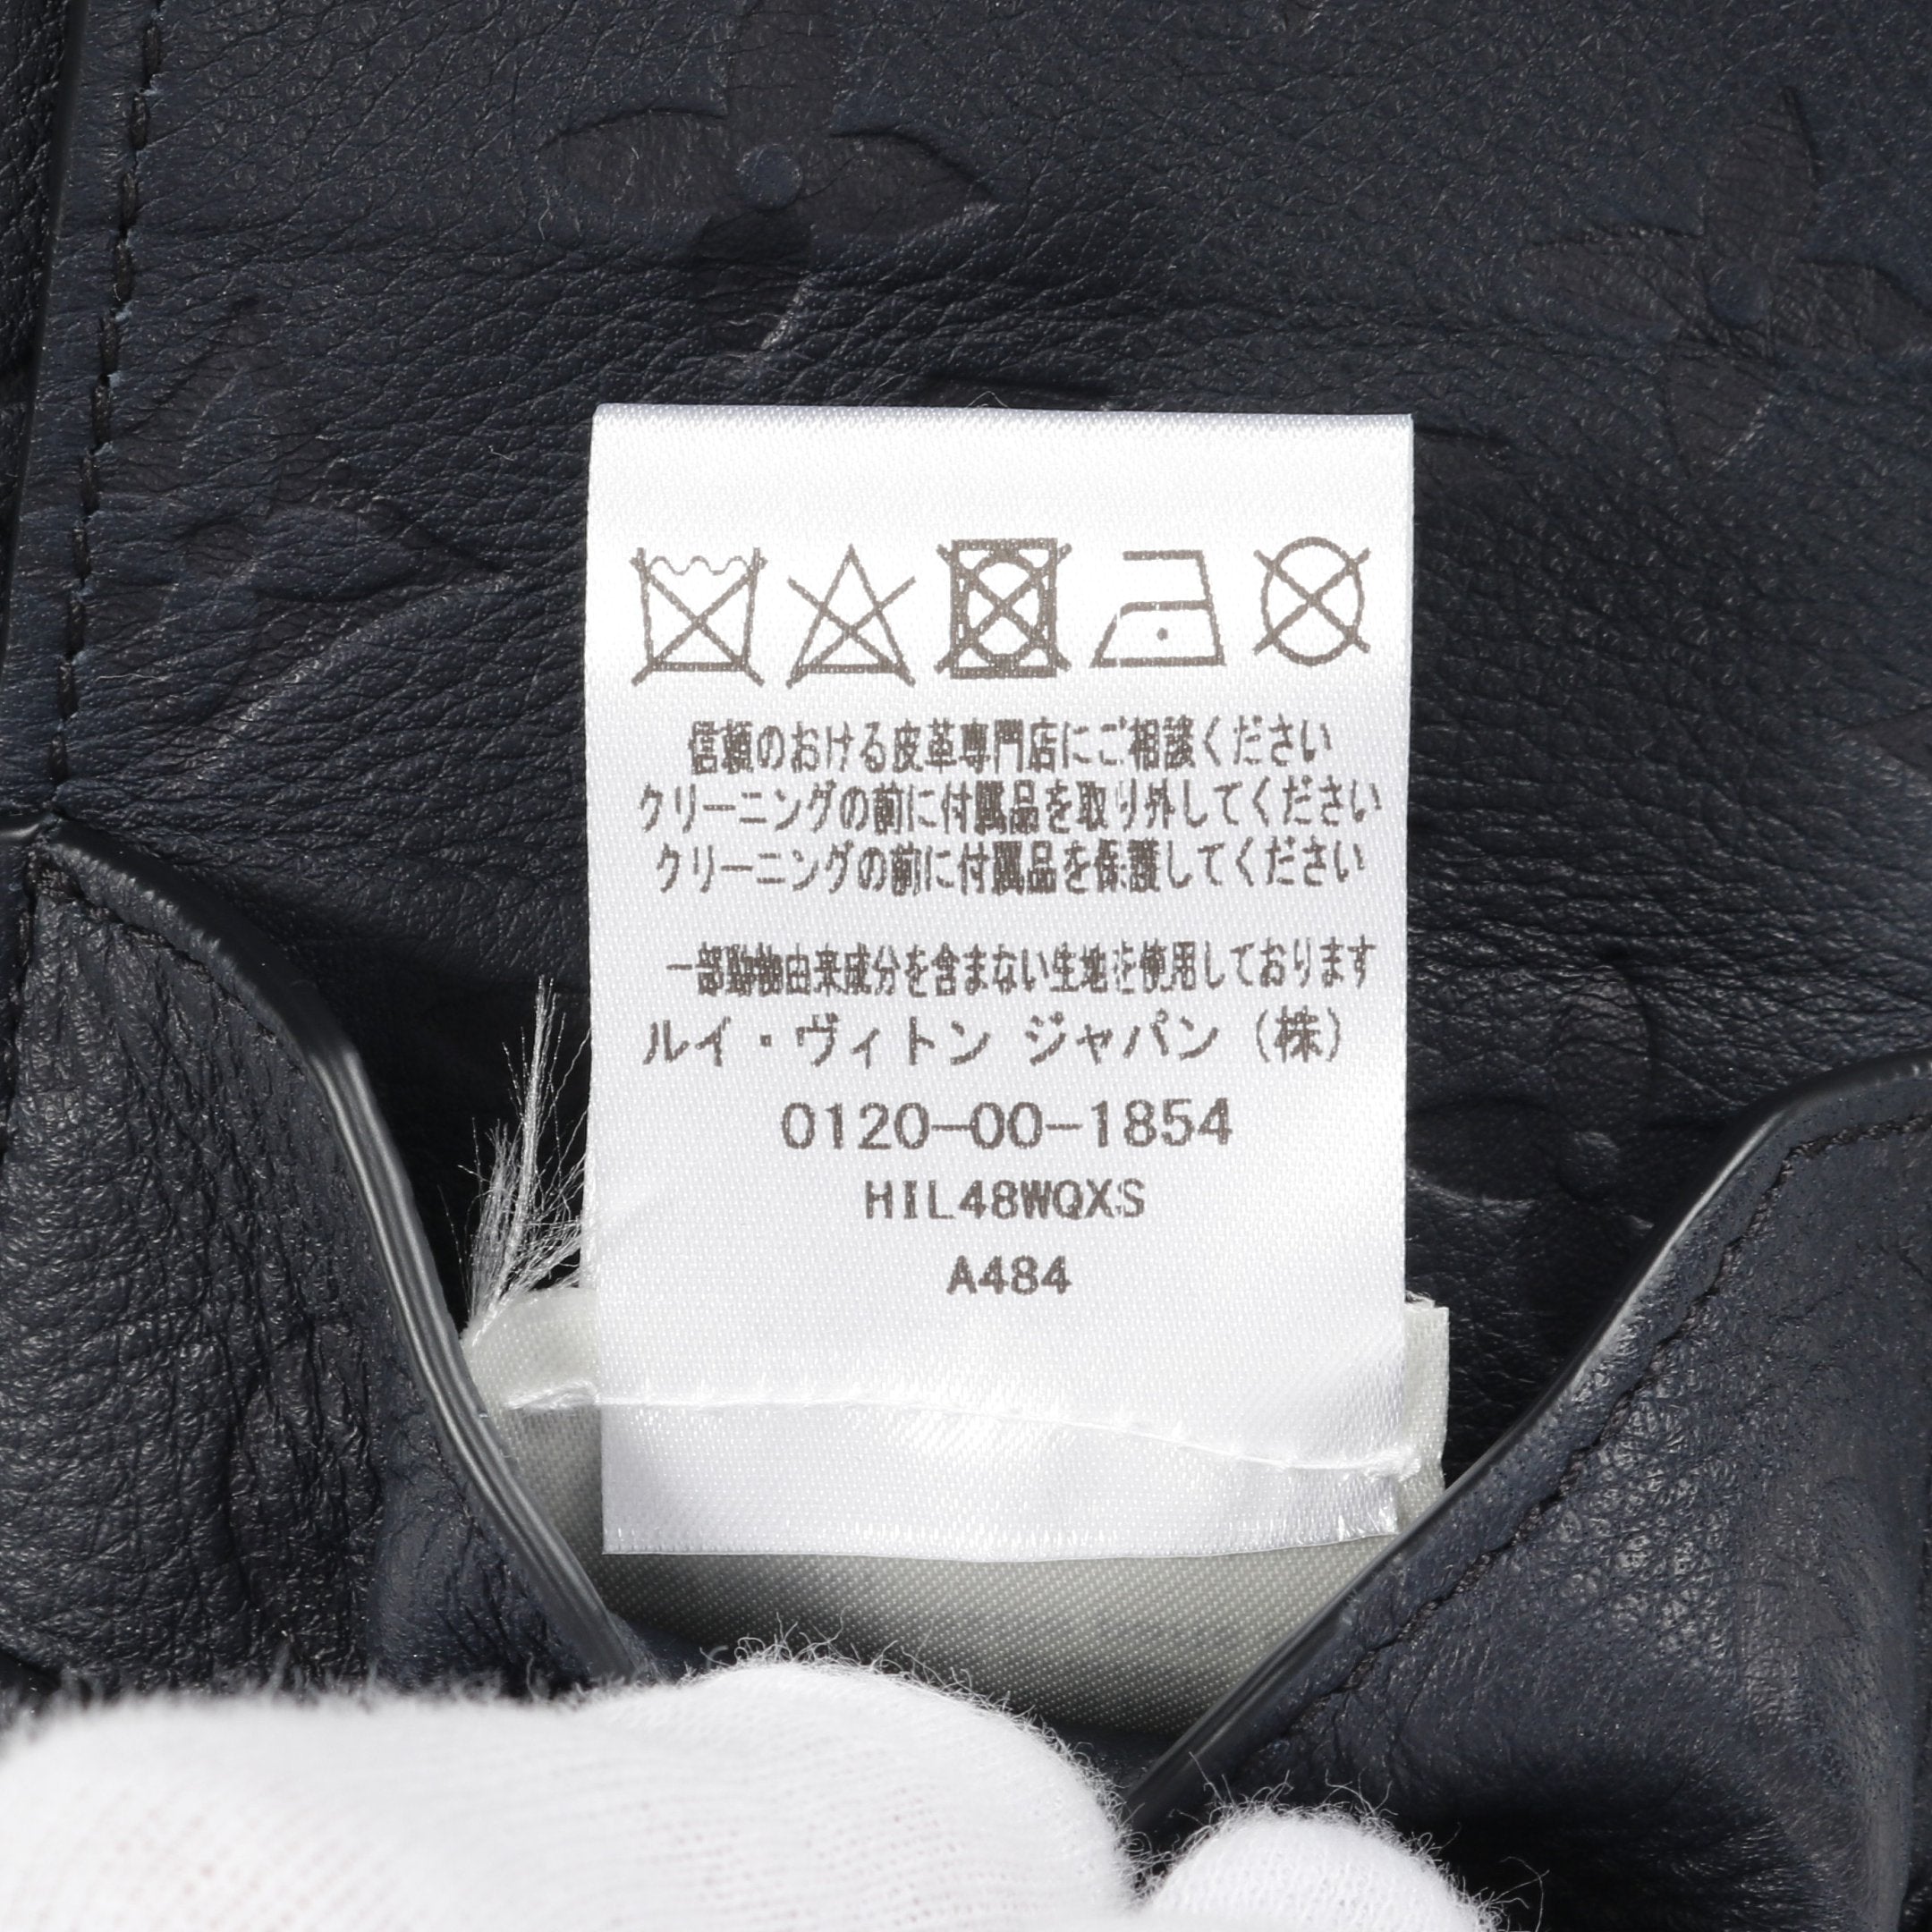 信頼のおける皮革専門店にご相談ください
クリーニングの前に付属品を取り外してください
クリーニングの前に付属品を保護してください
一部動物由来成分を含まない生地を使用しております
ルイ・ヴィトン ジャパン（株）
0120-00-1854
HIL48WQXS
A484